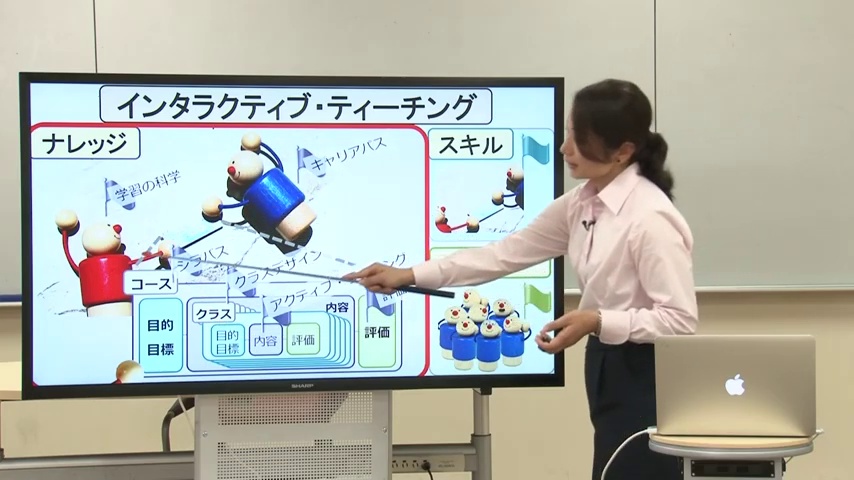 インタラクティブ・ティーチング
ナレッジ
スキル
キャリアパス
学習の科学
シラバス
クラスデザイン
コース
アクティブ・
ング
評価
クラス
内容
目的
目標
目的
目標
内容
評価
評価
SHARP